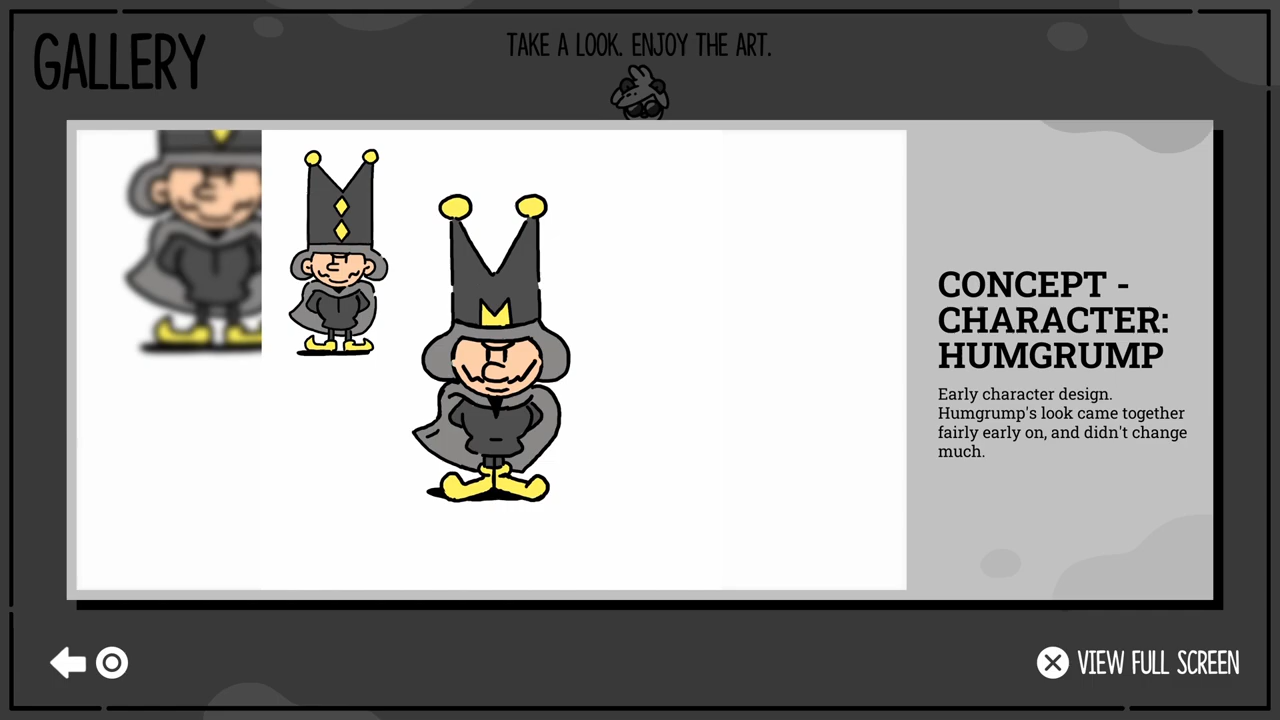 GALLERY
TAKE A LOOK. ENJOY THE ART.
CONCEPT -
CHARACTER:
HUMGRUMP
Early character design.
Humgrump's look came together
fairly early on, and didn't change
much.
VIEW FULL SCREEN